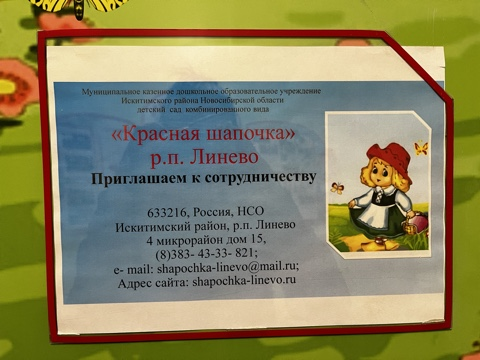 Муниципальное казенное дошкольное образовательное учреждение
Искитимского района Новосибирской области
детский сад комбинированного вида
«Красная шапочка»
р.п. Линево
Приглашаем к сотрудничеству
633216, Россия, НСО
Искитимский район, р.п. Линево
4 микрорайон дом 15,
(8)383- 43-33- 821;
e- mail: shapochka-linevo@mail.ru;
Адрес сайта: shapochka-linevo.ru